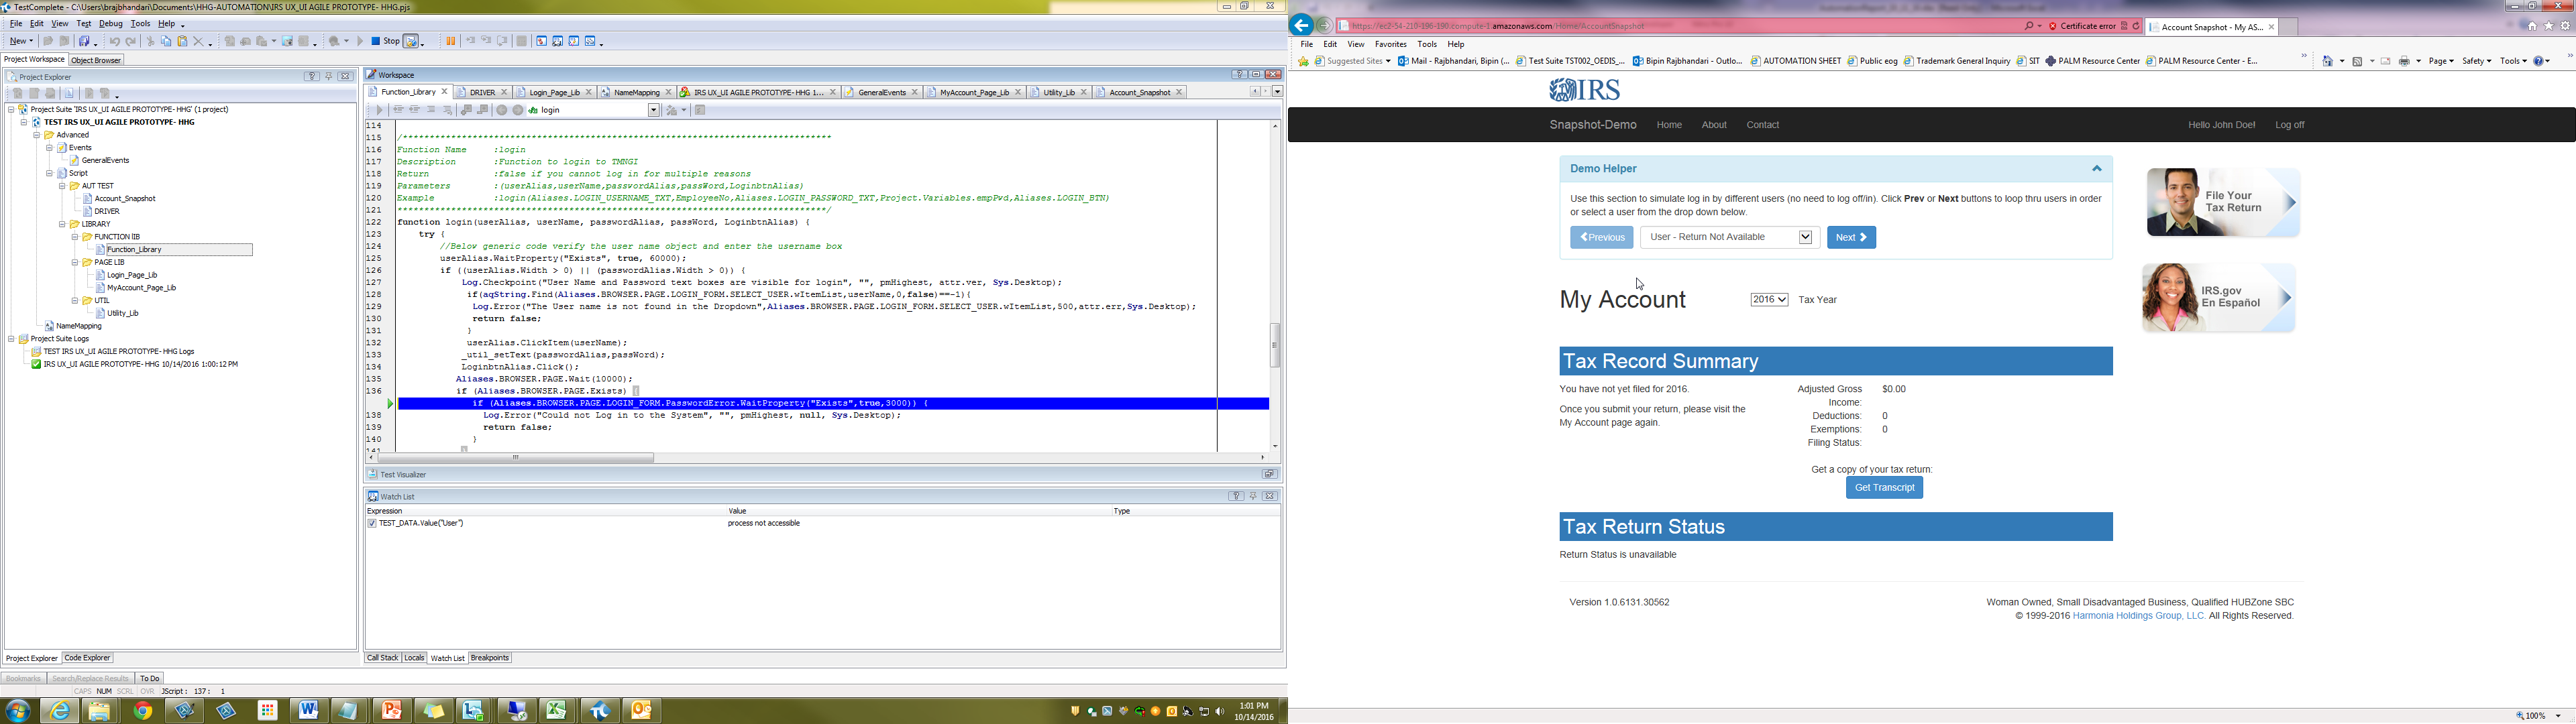 TestComplete - C:\Users\brajbhandari\Documents\HHG-AUTOMATION\IRS UX_UI AGILE PROTOTYPE- HHG.pjs
File Edit View Test Debug Tools Help
New Stop
Project Workspace Object Browser
Project Explorer
Project Suite 'IRS UX_UI AGILE PROTOTYPE-HHG' (1 project)
TEST IRS UX_UI AGILE PROTOTYPE- HHG
Advanced
Events
GeneralEvents
Script
AUT TEST
Account_Snapshot
DRIVER
LIBRARY
FUNCTION lIB
Function_Library
PAGE LIB
Login_Page_Lib
MyAccount_Page_Lib
UTIL
Utility_Lib
NameMapping
Project Suite Logs
TEST IRS UX_UI AGILE PROTOTYPE- HHG Logs
IRS UX_UI AGILE PROTOTYPE- HHG 10/14/2016 1:00:12 PM
Project Explorer Code Explorer
Workspace
Function_Library DRIVER Login_Page_Lib NameMapping IRS UX_UI AGILE PROTOTYPE- HHG 1... GeneralEvents MyAccount_Page_Lib Utility_Lib Account_Snapshot
login
114
115 /*******************************************************************************
116 Function Name :login
117 Description :Function to login to TMNGI
118 Return :false if you cannot log in for multiple reasons
119 Parameters :(userAlias,userName,passwordAlias,passWord,LoginbtnAlias)
120 Example :login(Aliases.LOGIN_USERNAME_TXT,EmployeeNo,Aliases.LOGIN_PASSWORD_TXT,Project.Variables.empPwd,Aliases.LOGIN_BTN)
121 *******************************************************************************/
122 function login(userAlias, userName, passwordAlias, passWord, LoginbtnAlias) {
123 try {
124 //Below generic code verify the user name object and enter the username box
125 userAlias.WaitProperty("Exists", true, 60000);
126 if ((userAlias.Width > 0) || (passwordAlias.Width > 0)) {
127 Log.Checkpoint("User Name and Password text boxes are visible for login", "", pmHighest, attr.ver, Sys.Desktop);
128 if(aqString.Find(Aliases.BROWSER.PAGE.LOGIN_FORM.SELECT_USER.wItemList,userName,0,false)==-1){
129 Log.Error("The User name is not found in the Dropdown",Aliases.BROWSER.PAGE.LOGIN_FORM.SELECT_USER.wItemList,500,attr.err,Sys.Desktop);
130 return false;
131 }
132 userAlias.ClickItem(userName);
133 _util_setText(passwordAlias,passWord);
134 LoginbtnAlias.Click();
135 Aliases.BROWSER.PAGE.Wait(10000);
136 if (Aliases.BROWSER.PAGE.Exists) {
if (Aliases.BROWSER.PAGE.LOGIN_FORM.PasswordError.WaitProperty("Exists",true,3000)) {
138 Log.Error("Could not Log in to the System", "", pmHighest, null, Sys.Desktop);
139 return false;
140 }
141 }
Test Visualizer
Watch List
Expression Value Type
TEST_DATA.Value("User") process not accessible
Call Stack Locals Watch List Breakpoints
Bookmarks Search/Replace Results To Do
CAPS NUM SCRL OVR JScript : 137 : 1
1:01 PM
10/14/2016
https://ec2-54-210-196-190.compute-1.amazonaws.com/Home/AccountSnapshot Certificate error Account Snapshot - My AS...
File Edit View Favorites Tools Help
Suggested Sites Mail - Rajbhandari, Bipin (... Test Suite TST002_OEDIS_... Bipin Rajbhandari - Outlo... AUTOMATION SHEET Public eog Trademark General Inquiry SIT PALM Resource Center PALM Resource Center - E... Page Safety Tools
IRS
Snapshot-Demo Home About Contact Hello John Doe! Log off
Demo Helper
Use this section to simulate log in by different users (no need to log off/in). Click Prev or Next buttons to loop thru users in order
or select a user from the drop down below.
Previous User - Return Not Available Next
My Account 2016 Tax Year
Tax Record Summary
You have not yet filed for 2016.
Once you submit your return, please visit the
My Account page again.
Adjusted Gross $0.00
Income:
Deductions: 0
Exemptions: 0
Filing Status:
Get a copy of your tax return:
Get Transcript
Tax Return Status
Return Status is unavailable
File Your
Tax Return
IRS.gov
En Español
Version 1.0.6131.30562
Woman Owned, Small Disadvantaged Business, Qualified HUBZone SBC
© 1999-2016 Harmonia Holdings Group, LLC. All Rights Reserved.
100%